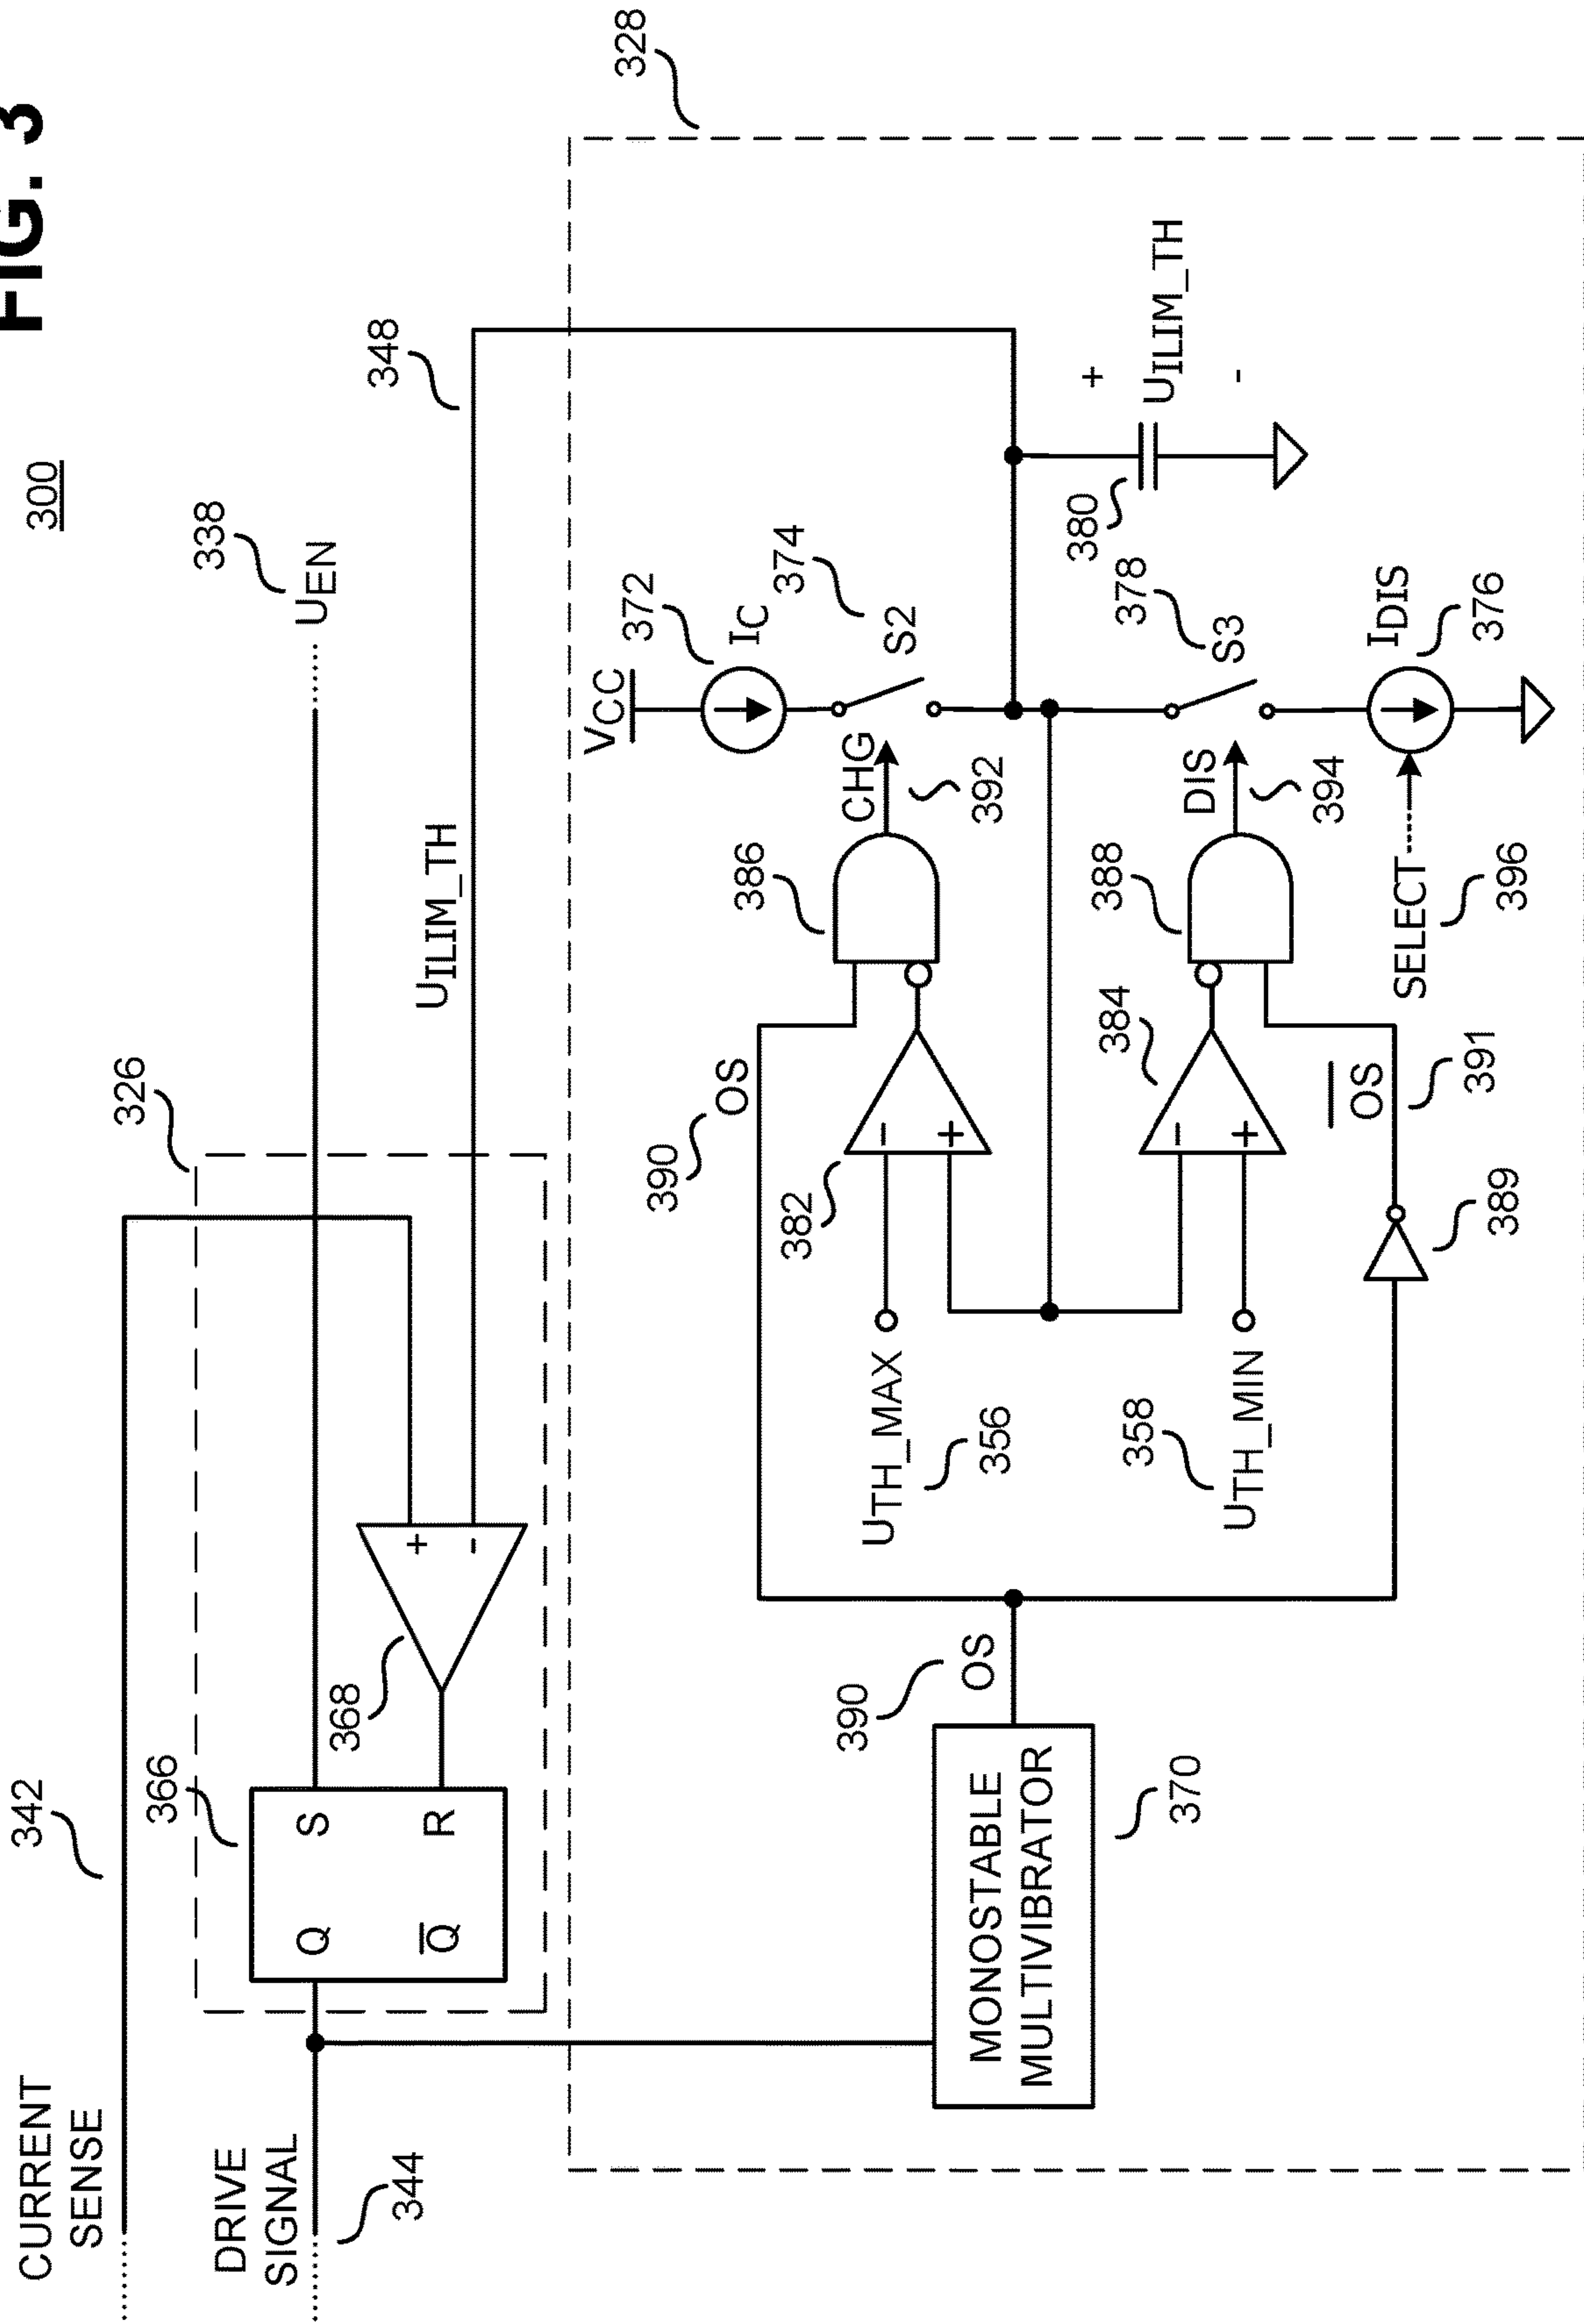 FIG. 3
300
CURRENT
SENSE
342
DRIVE
SIGNAL
344
366
326
338
UEN
Q
S
Q
R
368
+
-
UILIM_TH
348
328
VCC
372
IC
374
S2
390
OS
386
CHG
392
382
-
+
UTH_MAX
356
390
OS
MONOSTABLE
MULTIVIBRATOR
370
380
+
UILIM_TH
-
358
UTH_MIN
384
-
+
388
DIS
394
378
S3
OS
391
389
SELECT
396
IDIS
376